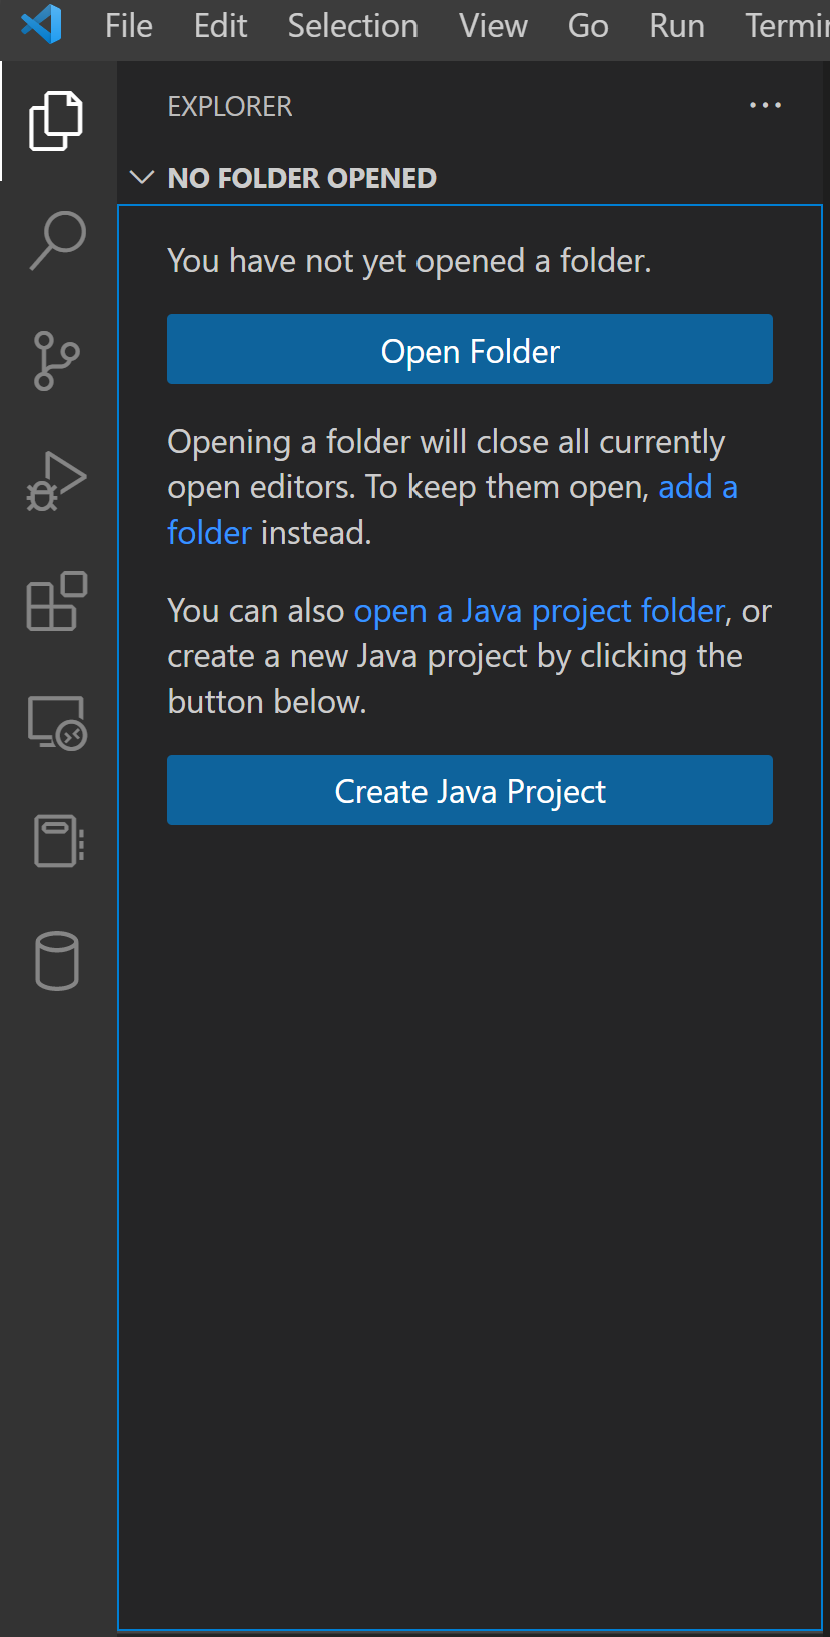 File Edit Selection View Go Run
EXPLORER
NO FOLDER OPENED
You have not yet opened a folder.
Open Folder
Opening a folder will close all currently
open editors. To keep them open, add a
folder instead.
You can also open a Java project folder, or
create a new Java project by clicking the
button below.
Create Java Project